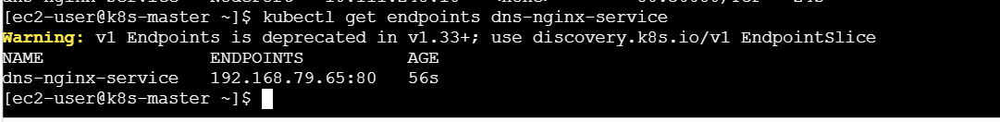 [ec2-user@k8s-master ~]$ kubectl get endpoints dns-nginx-service
Warning: v1 Endpoints is deprecated in v1.33+; use discovery.k8s.io/v1 EndpointSlice
NAME                ENDPOINTS          AGE
dns-nginx-service   192.168.79.65:80   56s
[ec2-user@k8s-master ~]$